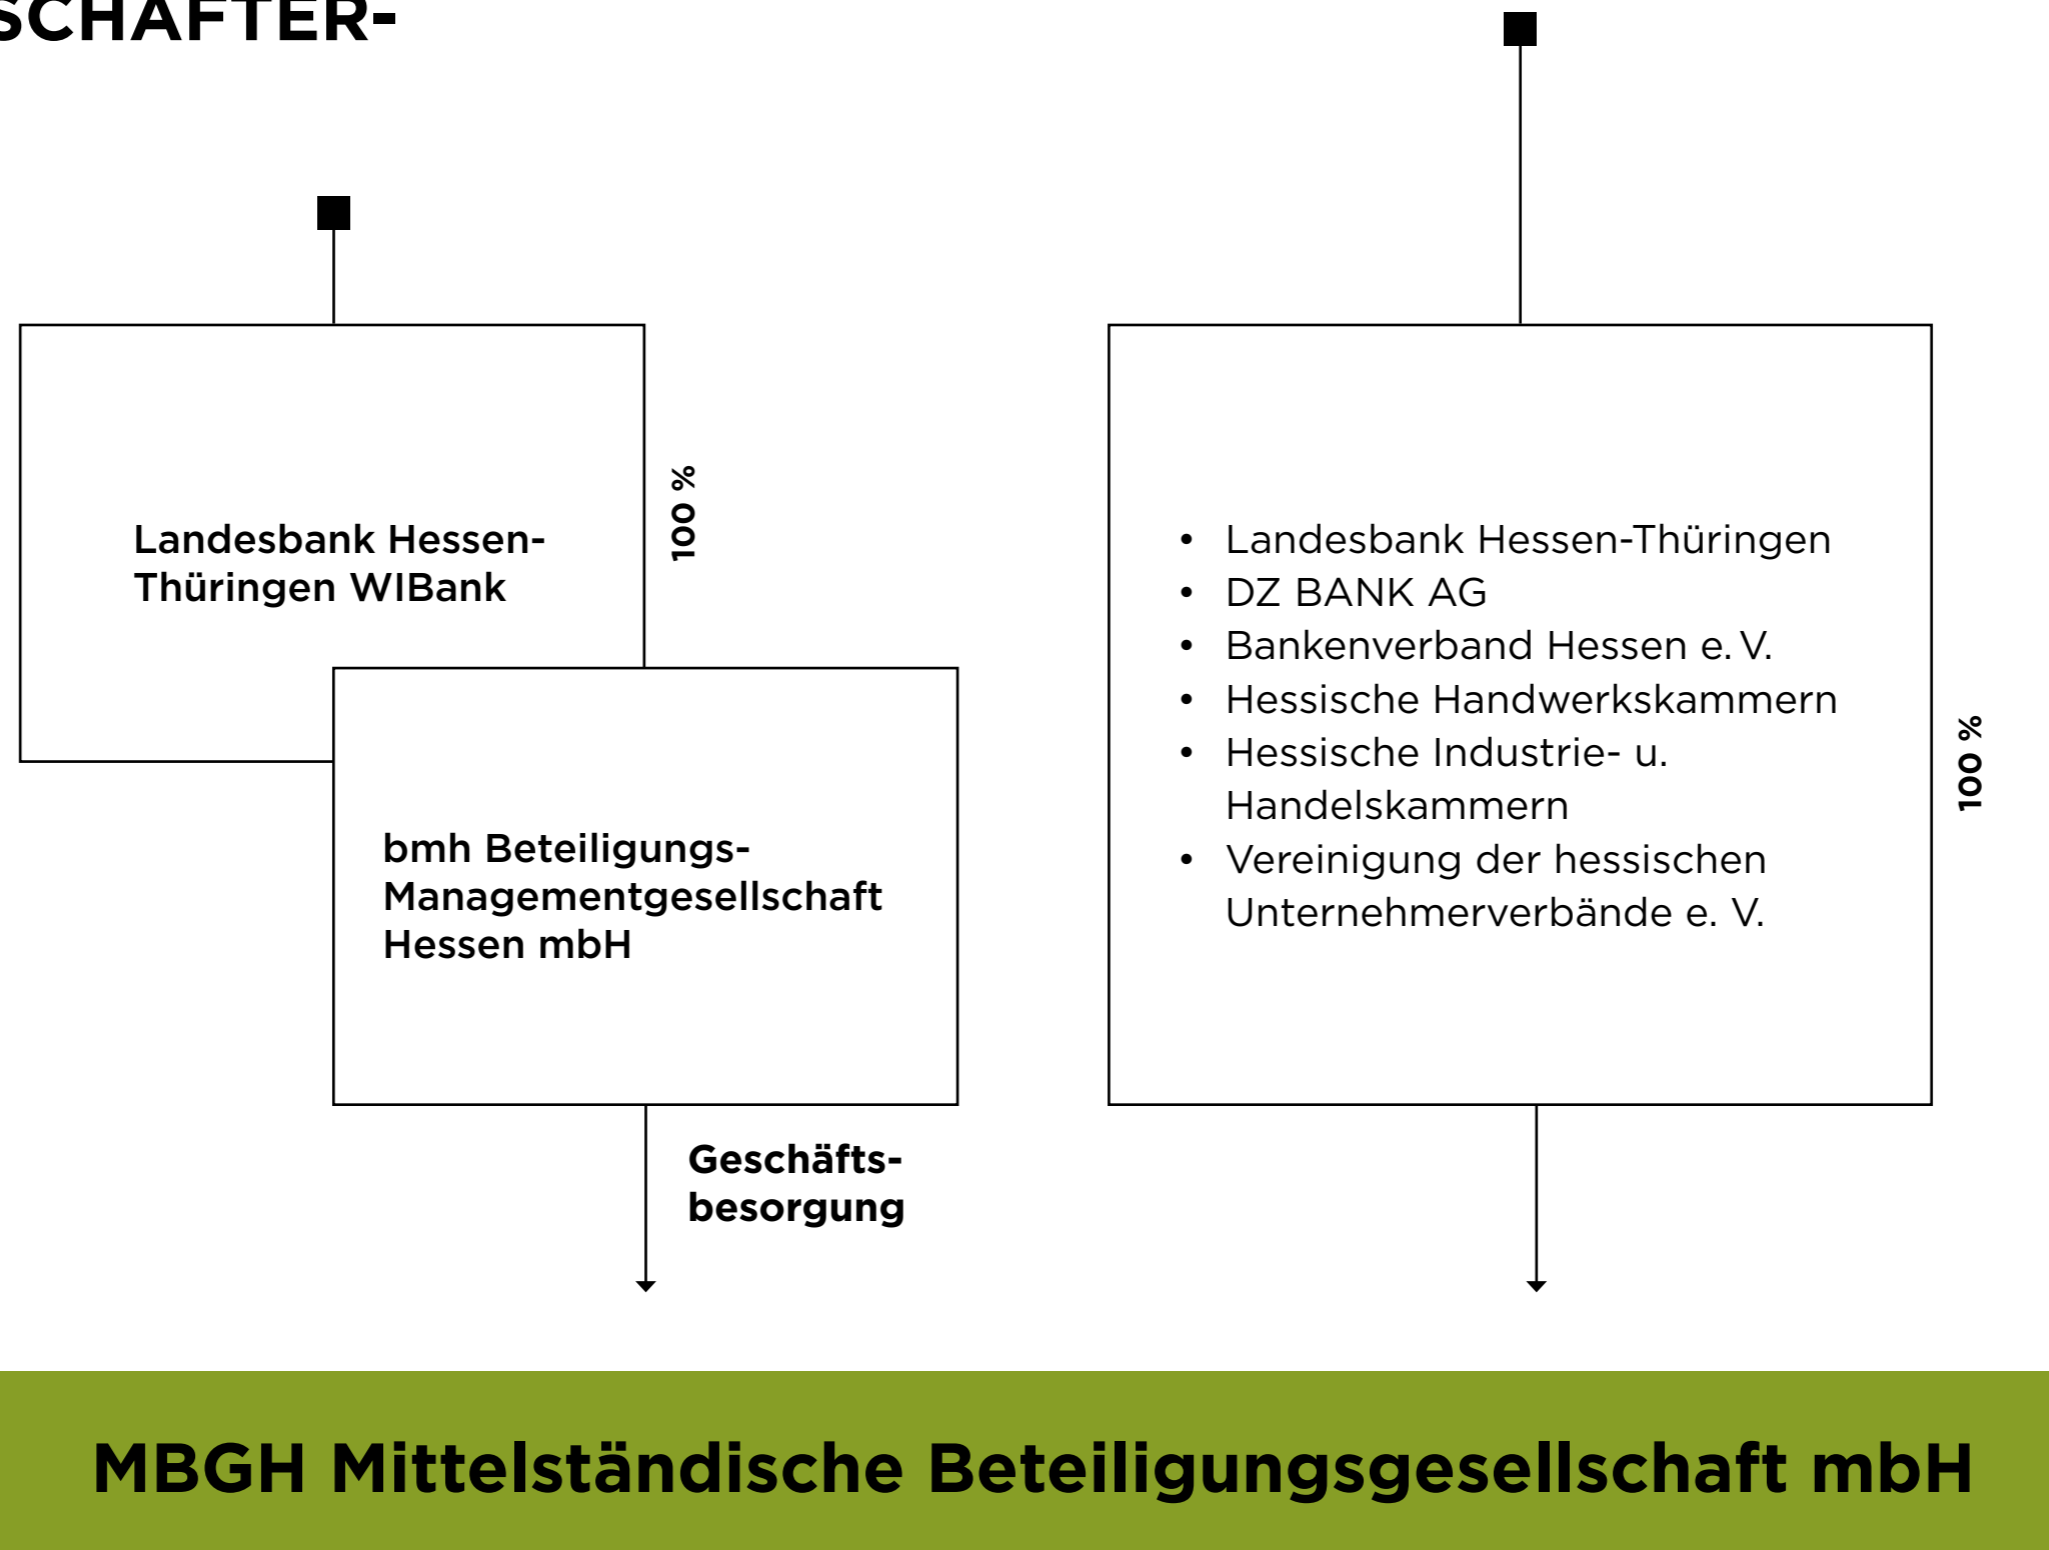 SCHAFTER-
Landesbank Hessen-
Thüringen WIBank
100 %
bmh Beteiligungs-
Managementgesellschaft
Hessen mbH
Geschäfts-
besorgung
• Landesbank Hessen-Thüringen
• DZ BANK AG
• Bankenverband Hessen e. V.
• Hessische Handwerkskammern
• Hessische Industrie- u.
Handelskammern
• Vereinigung der hessischen
Unternehmerverbände e. V.
100 %
MBGH Mittelständische Beteiligungsgesellschaft mbH